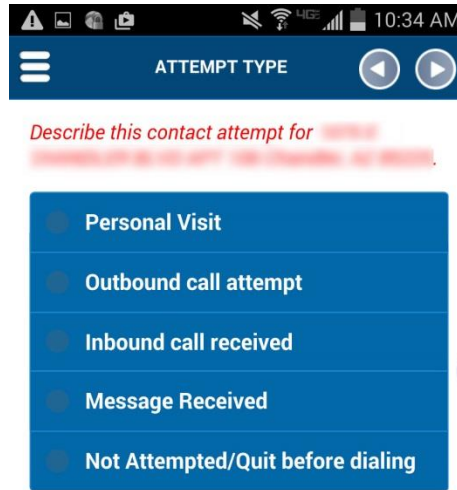 4GE 10:34 AM
ATTEMPT TYPE
Describe this contact attempt for
Personal Visit
Outbound call attempt
Inbound call received
Message Received
Not Attempted/Quit before dialing